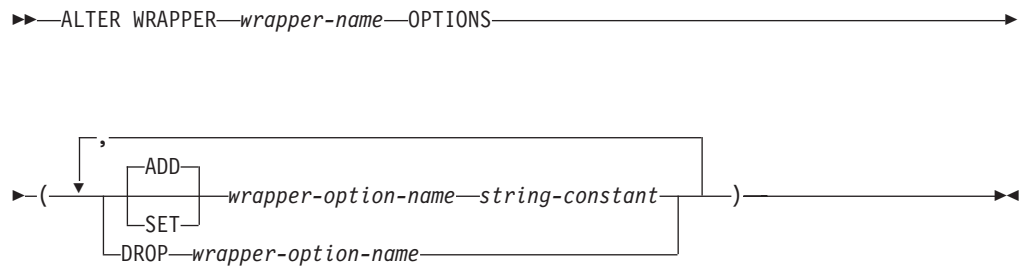 ALTER WRAPPER wrapper-name OPTIONS
,
ADD
( wrapper-option-name string-constant )
SET
DROP wrapper-option-name